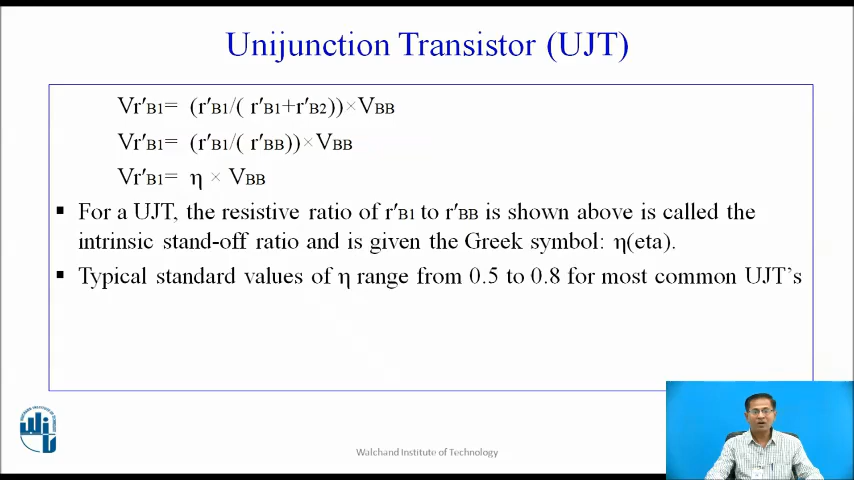 Unijunction Transistor (UJT)
Vr′B1= (r′B1/( r′B1+r′B2))×VBB
Vr′B1= (r′B1/( r′BB))×VBB
Vr′B1= η × VBB
▪ For a UJT, the resistive ratio of r′B1 to r′BB is shown above is called the
intrinsic stand-off ratio and is given the Greek symbol: η(eta).
▪ Typical standard values of η range from 0.5 to 0.8 for most common UJT’s
Walchand Institute of Technology